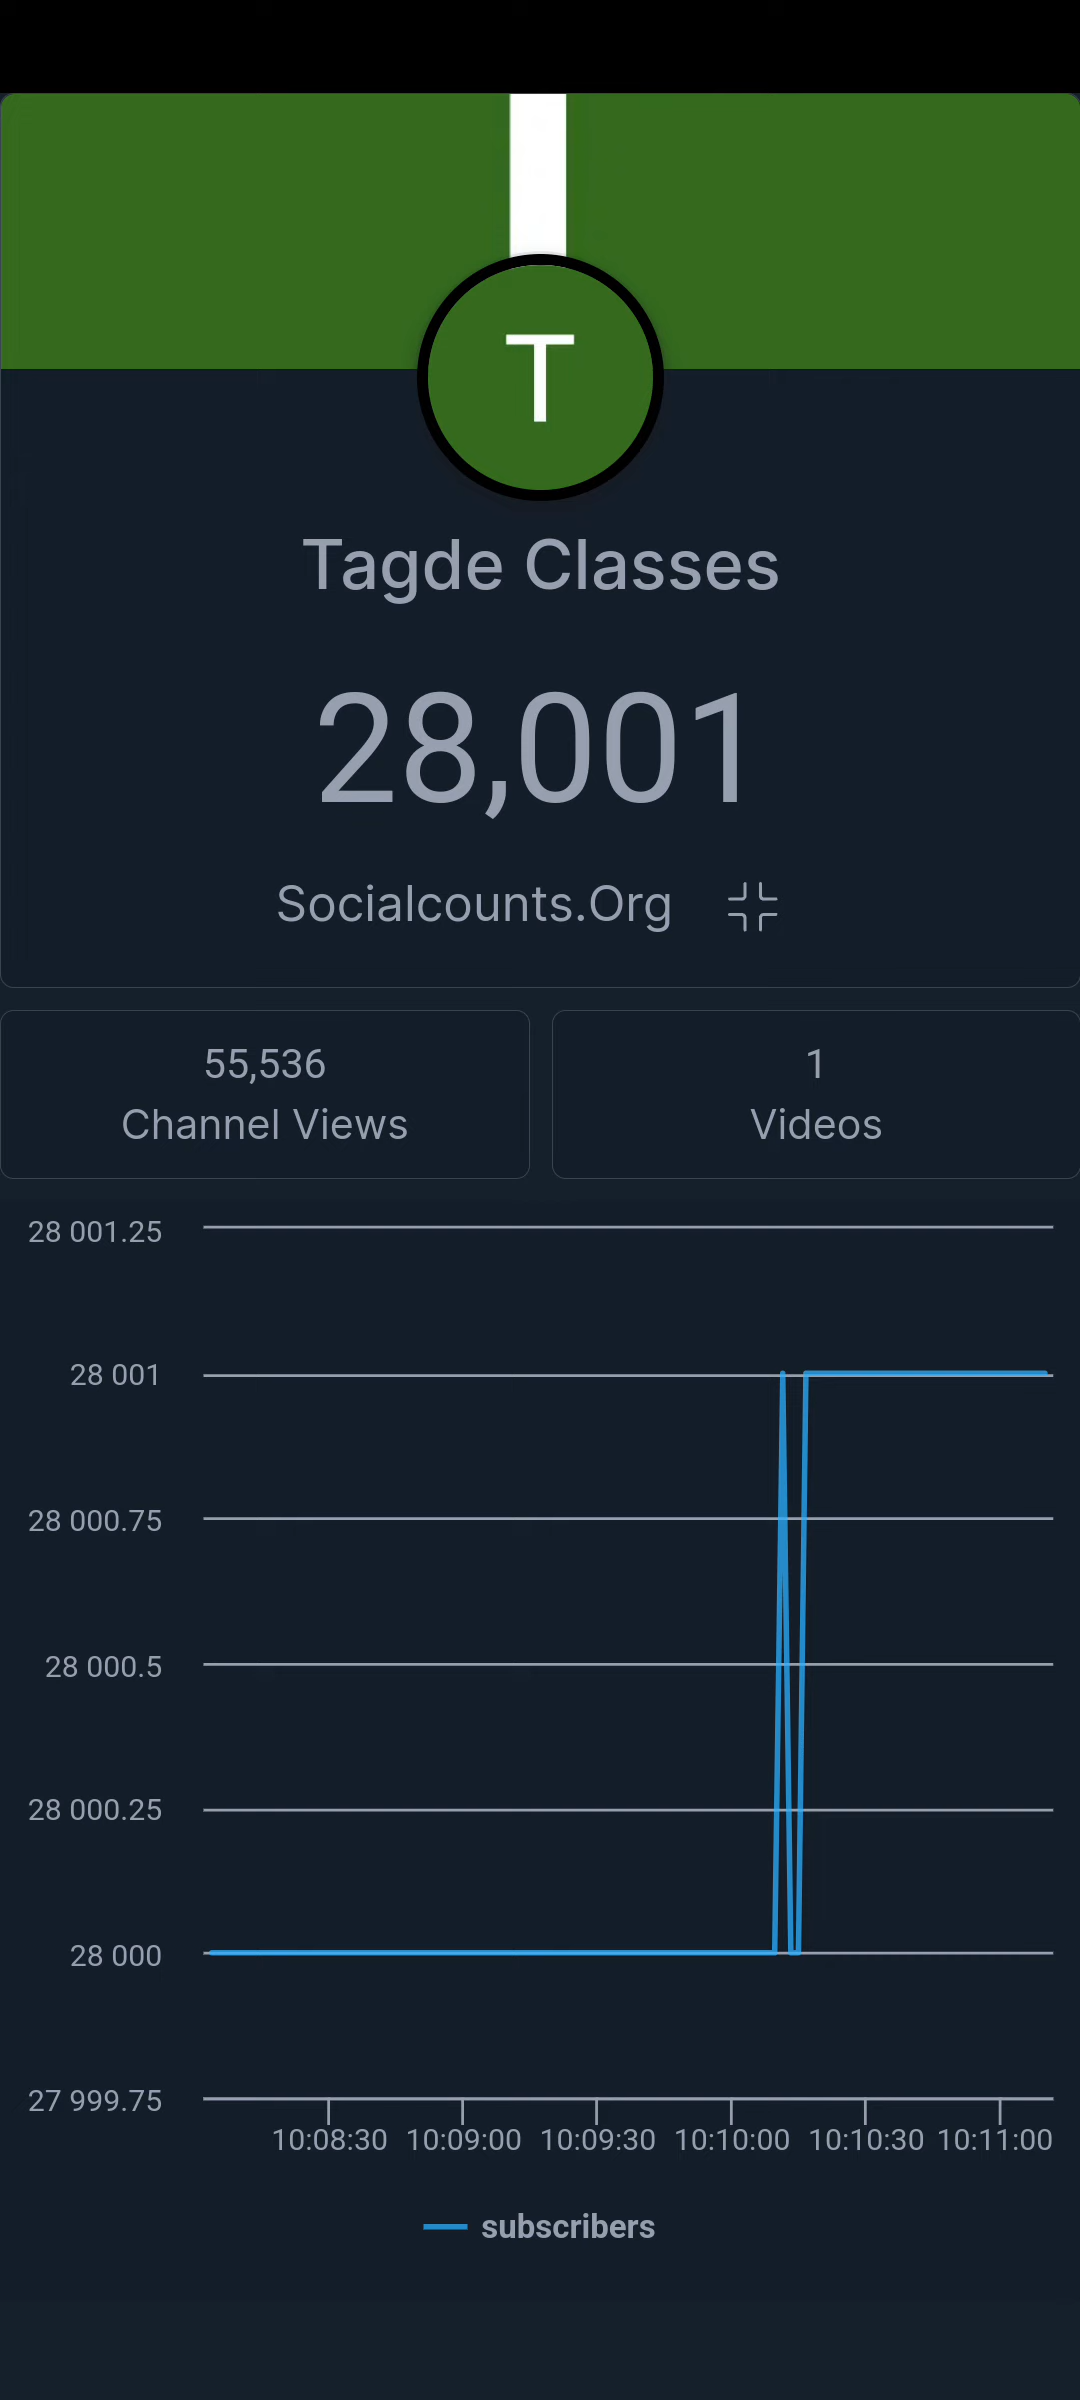 T
Tagde Classes
28,001
Socialcounts.Org
55,536
Channel Views
1
Videos
28 001.25
28 001
28 000.75
28 000.5
28 000.25
28 000
27 999.75
10:08:30 10:09:00 10:09:30 10:10:00 10:10:30 10:11:00
subscribers